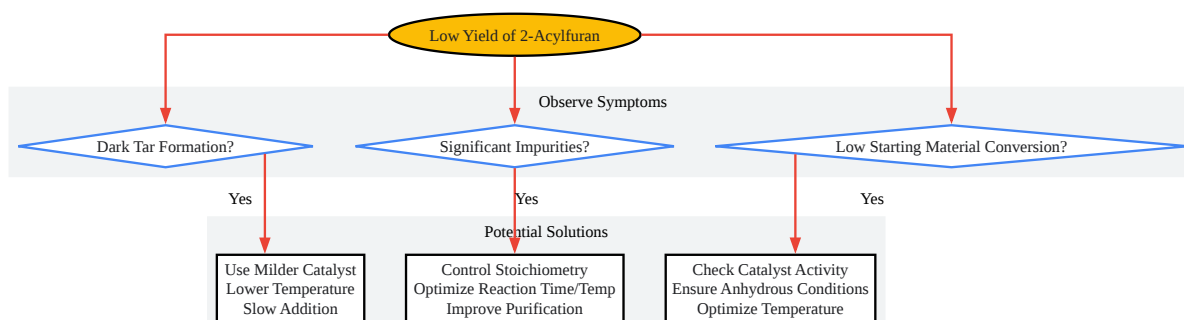 Low Yield of 2-Acylfuran
Observe Symptoms
Dark Tar Formation?
Significant Impurities?
Low Starting Material Conversion?
Yes
Yes
Yes
Potential Solutions
Use Milder Catalyst
Lower Temperature
Slow Addition
Control Stoichiometry
Optimize Reaction Time/Temp
Improve Purification
Check Catalyst Activity
Ensure Anhydrous Conditions
Optimize Temperature